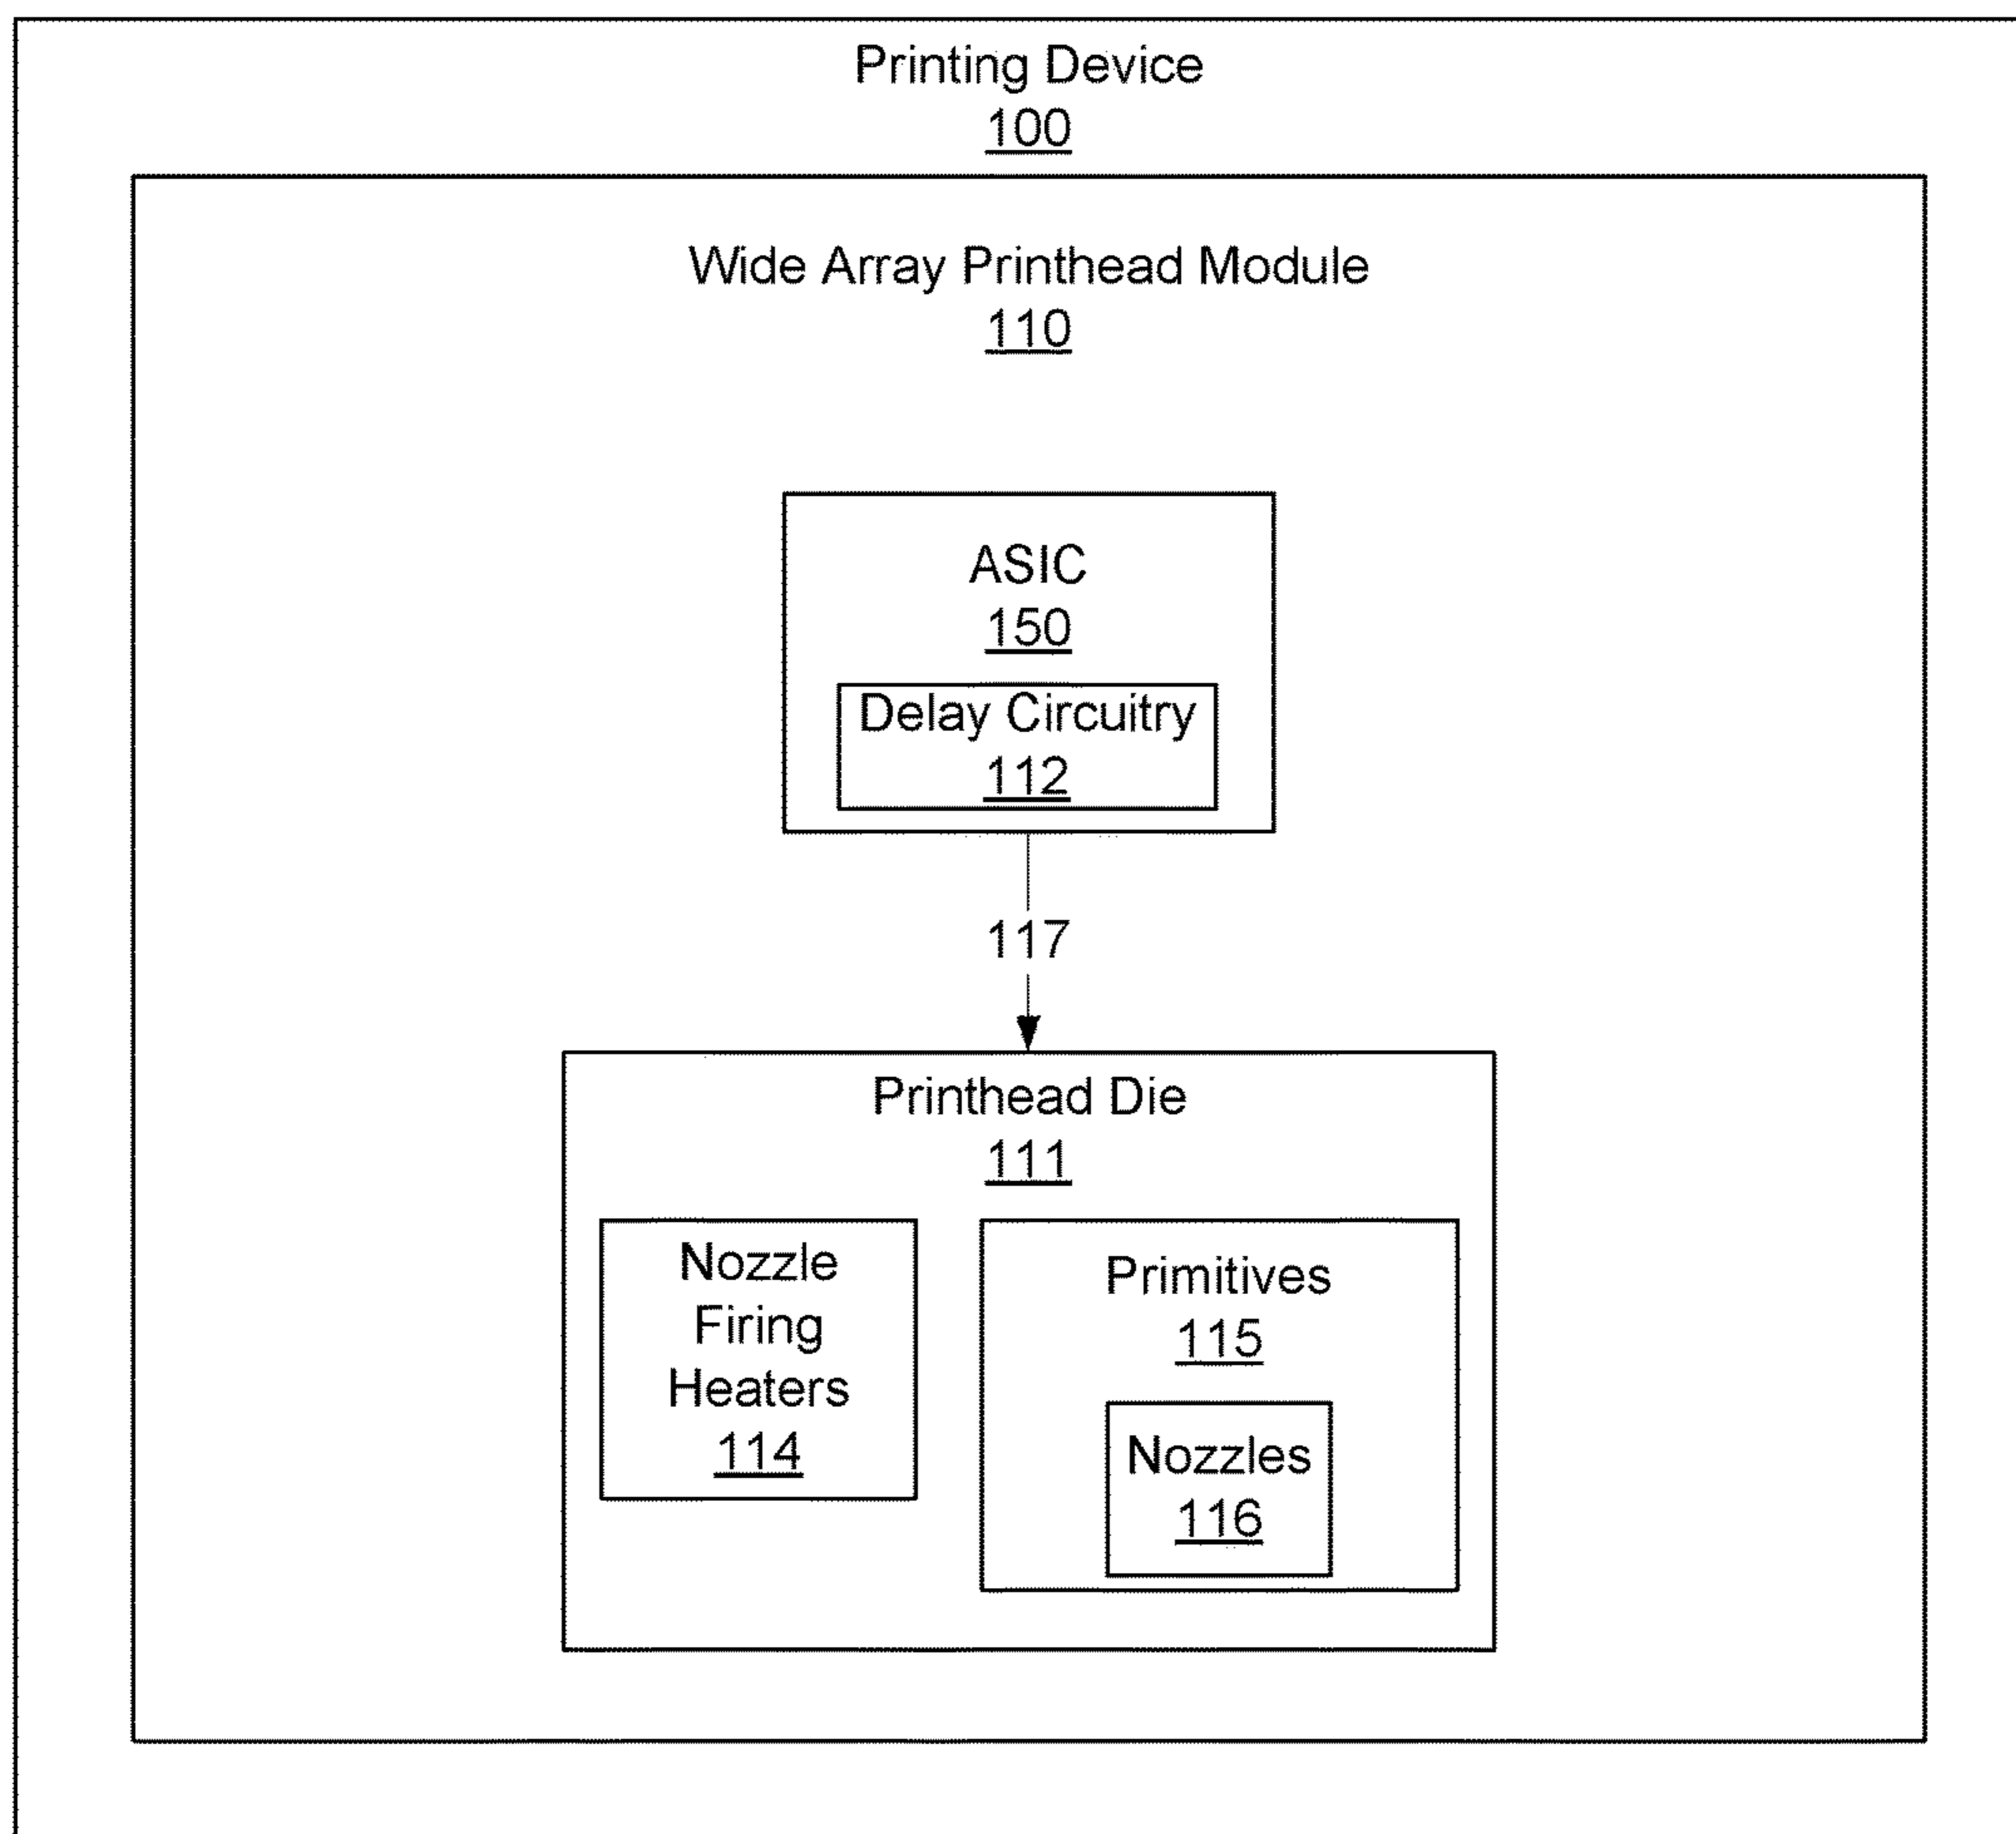 Printing Device
100
Wide Array Printhead Module
110
ASIC
150
Delay Circuitry
112
117
Printhead Die
111
Nozzle
Firing
Heaters
114
Primitives
115
Nozzles
116